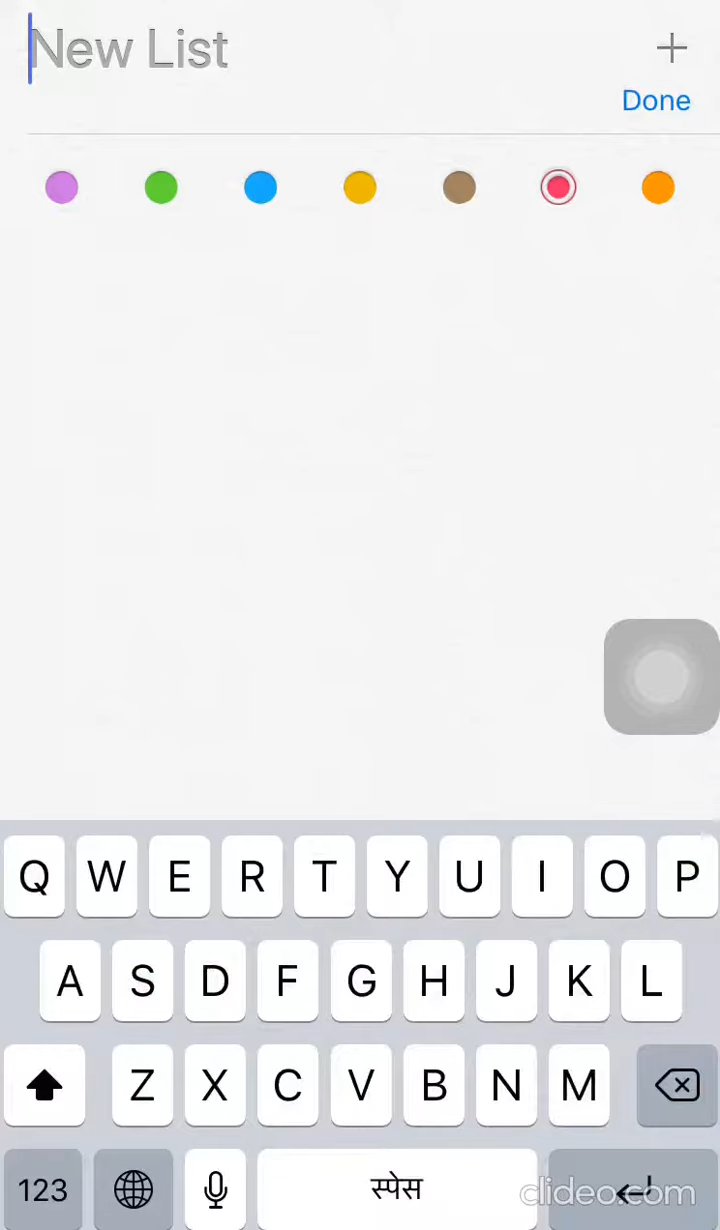 New List
Done
Q W E R T Y U I O P
A S D F G H J K L
Z X C V B N M
123 स्पेस
clideo.com